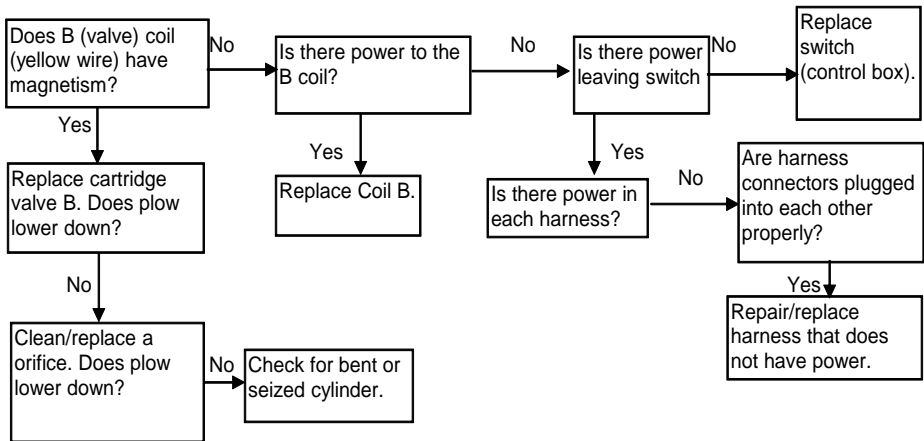 Does B (valve) coil
(yellow wire) have
magnetism?
No
Is there power to the
B coil?
No
Is there power
leaving switch
No
Replace
switch
(control box).
Yes
Yes
Yes
Replace cartridge
valve B. Does plow
lower down?
Replace Coil B.
Is there power in
each harness?
No
Are harness
connectors plugged
into each other
properly?
No
Yes
Clean/replace a
orifice. Does plow
lower down?
No
Check for bent or
seized cylinder.
Repair/replace
harness that does
not have power.